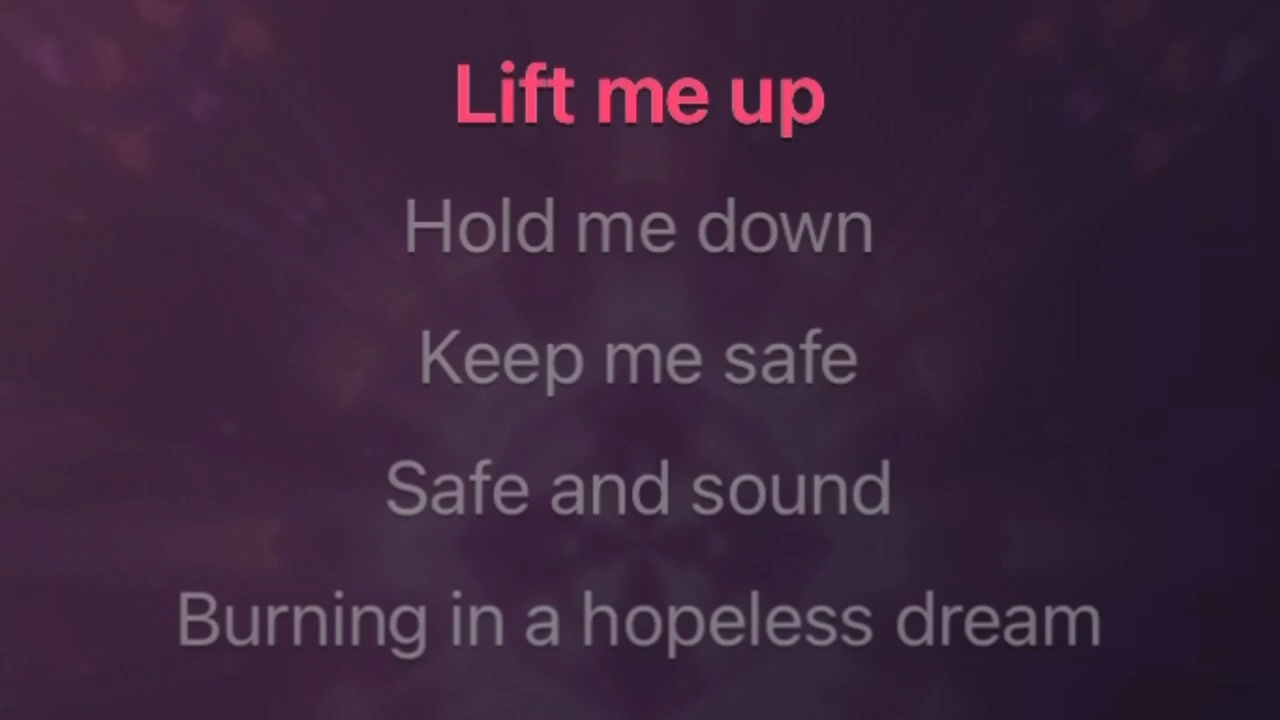 Lift me up
Hold me down
Keep me safe
Safe and sound
Burning in a hopeless dream